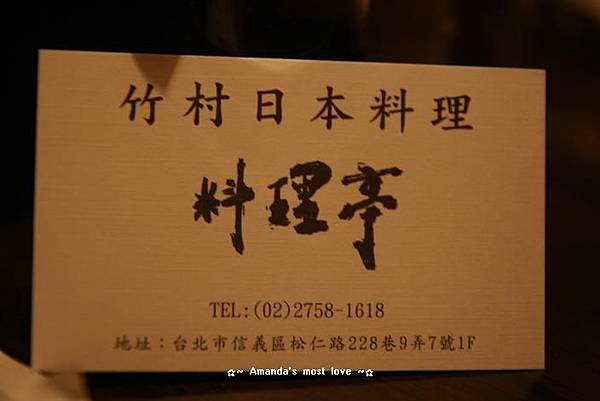 竹村日本料理
料理亭
TEL:(02)2758-1618
地址：台北市信義區松仁路228巷9弄7號1F
✩~ Amanda's most love ~✩